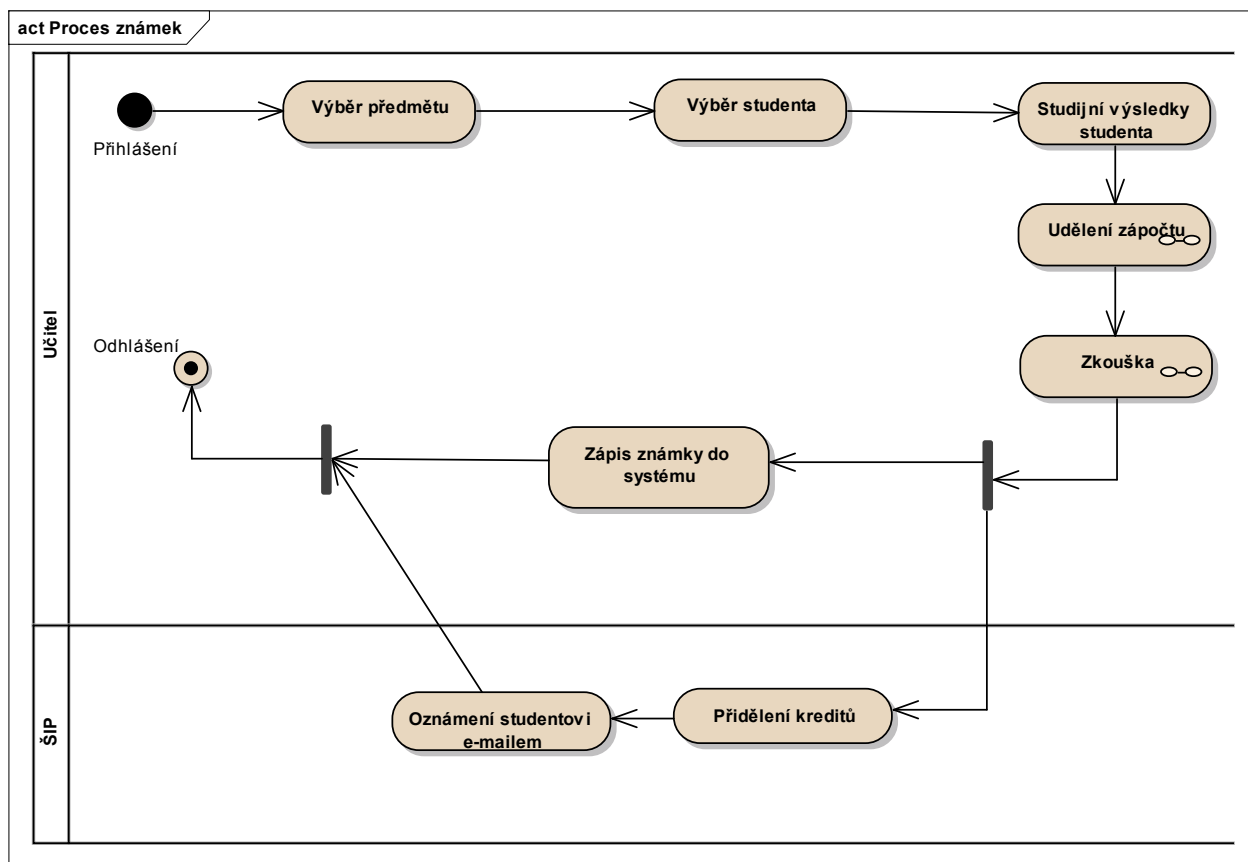 act Proces známek
Učitel
Přihlášení
Výběr předmětu
Výběr studenta
Studijní výsledky
studenta
Udělení zápočtu
Zkouška
Odhlášení
Zápis známky do
systému
ŠIP
Oznámení studentovi
e-mailem
Přidělení kreditů